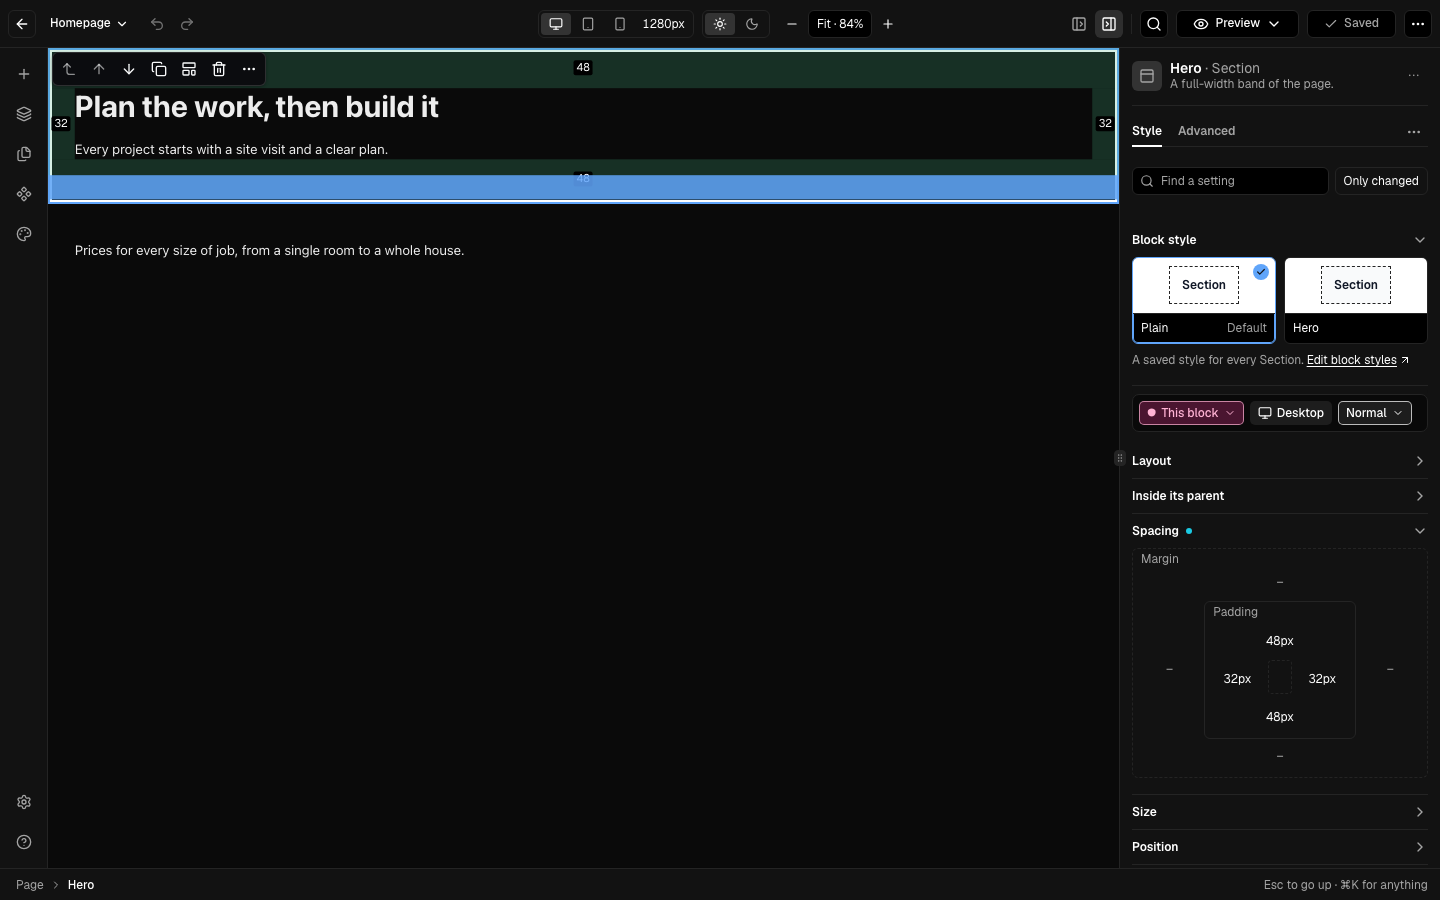 Homepage
1280px
Fit · 84%
Preview
Saved
48
Plan the work, then build it
32
32
Every project starts with a site visit and a clear plan.
48
Prices for every size of job, from a single room to a whole house.
Hero · Section
A full-width band of the page.
Style
Advanced
Find a setting
Only changed
Block style
Section
Section
Plain
Default
Hero
A saved style for every Section. Edit block styles
This block
Desktop
Normal
Layout
Inside its parent
Spacing
Margin
–
Padding
48px
–
32px
32px
–
48px
–
Size
Position
Page
Hero
Esc to go up · ⌘K for anything